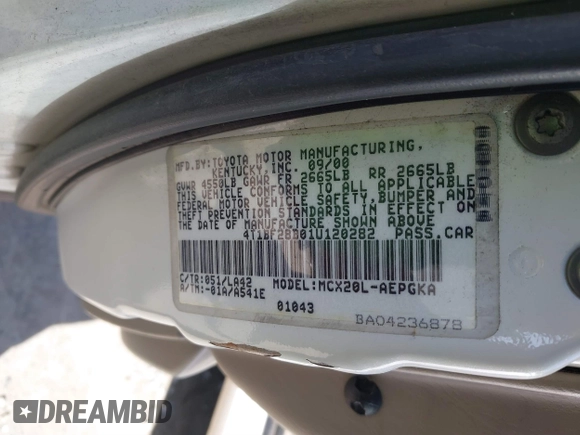 MFD.BY:TOYOTA MOTOR MANUFACTURING,
KENTUCKY, INC. 09/00
GVWR 4550LB GAWR FR 2665LB RR 2665LB
THIS VEHICLE CONFORMS TO ALL APPLICABLE
FEDERAL MOTOR VEHICLE SAFETY, BUMPER AND
THEFT PREVENTION STANDARDS IN EFFECT ON
THE DATE OF MANUFACTURE SHOWN ABOVE
4T1BF28B01U120282 PASS.CAR
C/TR:051/LA42 MODEL:MCX20L-AEPGKA
A/TM:-01A/A541E
01043
BA04236878
DREAMBID